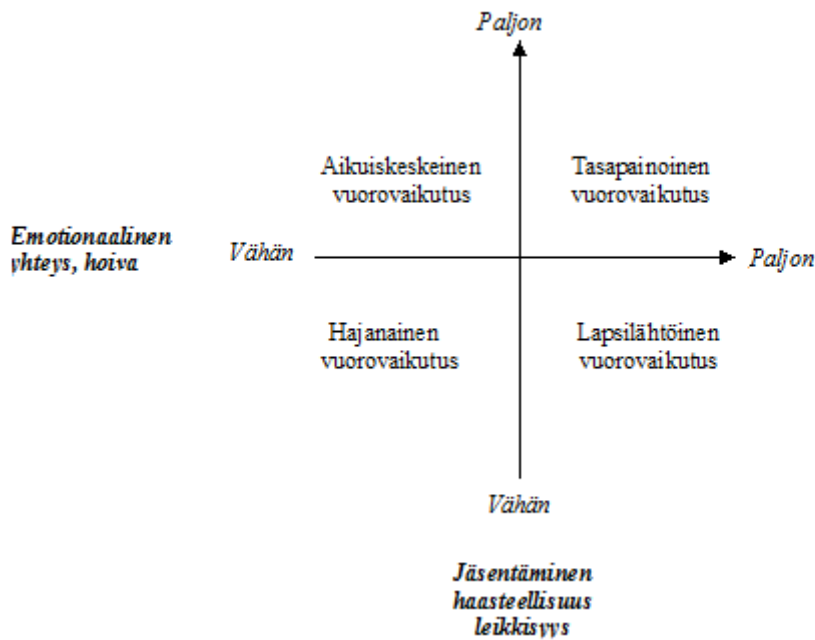 Paljon
Aikuiskeskeinen
vuorovaikutus
Tasapainoinen
vuorovaikutus
Emotionaalinen
yhteys, hoiva
Vähän
Paljon
Hajanainen
vuorovaikutus
Lapsilähtöinen
vuorovaikutus
Vähän
Jäsentäminen
haasteellisuus
leikkisyys